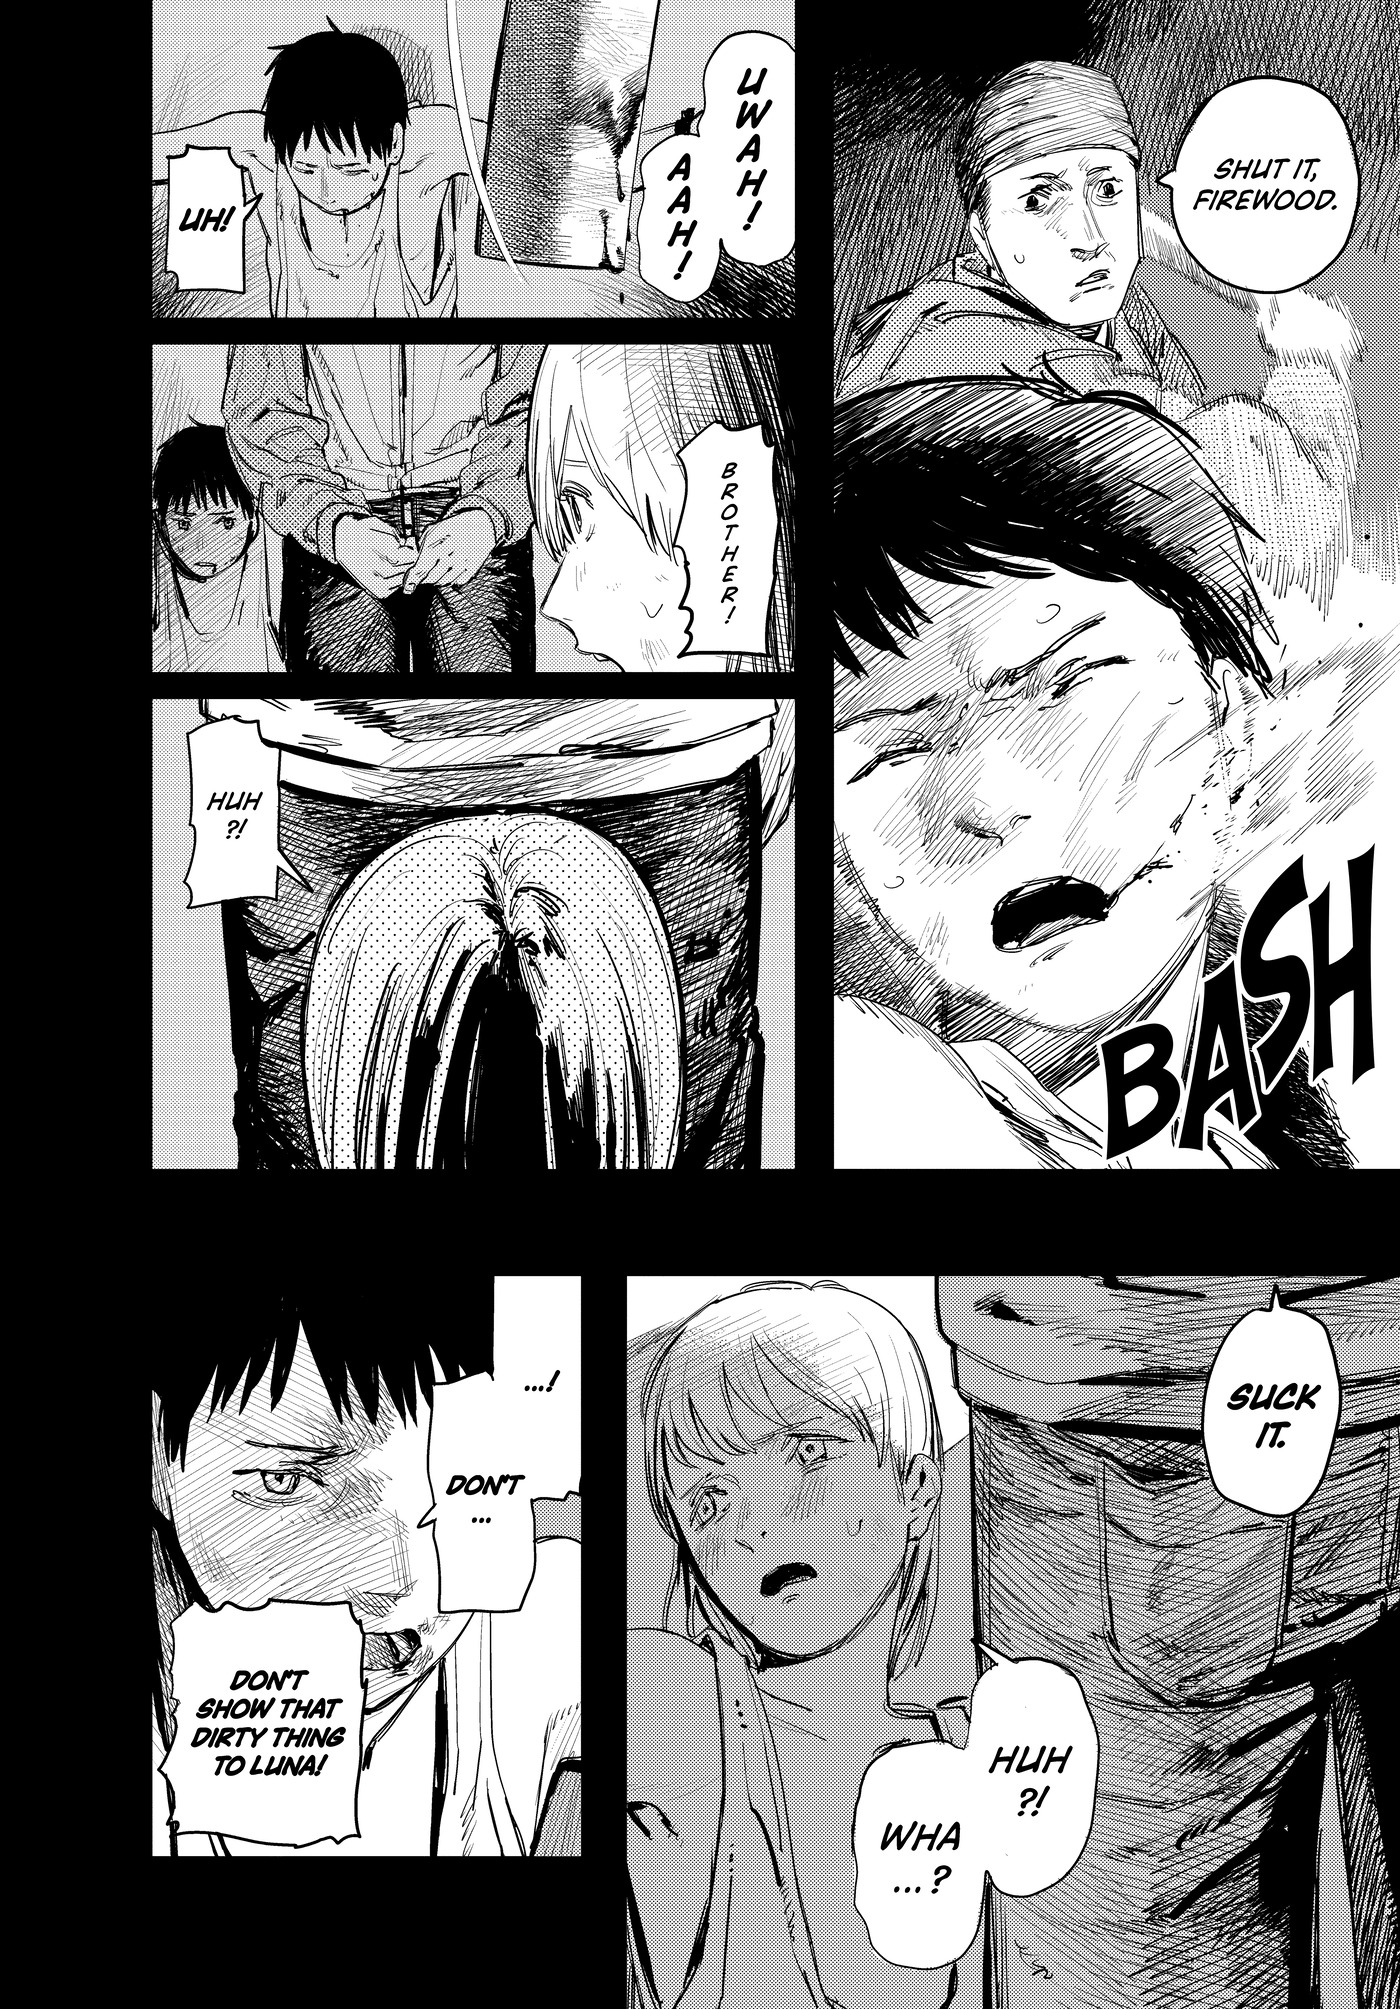 SHUT IT,
FIREWOOD.
BASH
UWAH!
AAH!
UH!
BROTHER!
HUH
?!
SUCK
IT.
HUH
?!
WHA
...?
...!
DON'T
...
DON'T
SHOW THAT
DIRTY THING
TO LUNA!